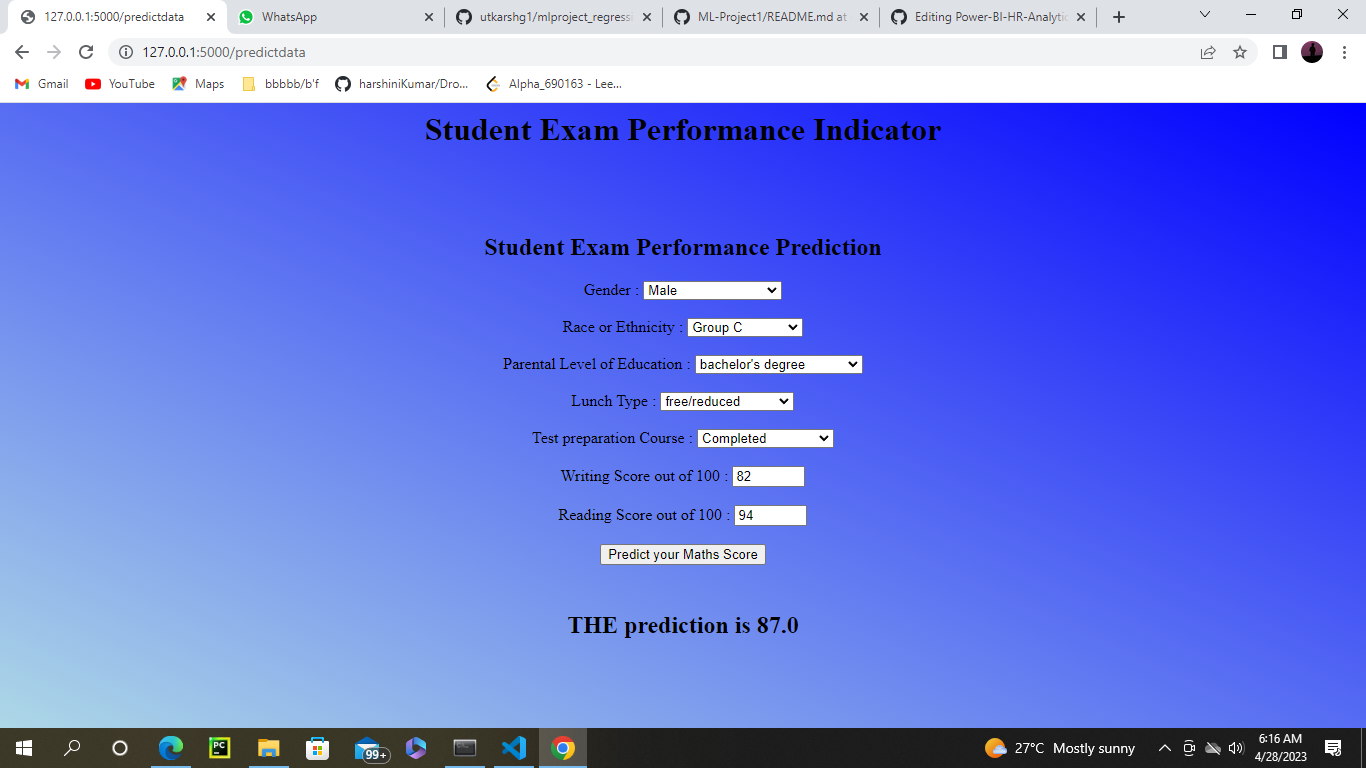 127.0.0.1:5000/predictdata
WhatsApp
utkarshg1/mlproject_regress
ML-Project1/README.md at
Editing Power-BI-HR-Analytic
127.0.0.1:5000/predictdata
Gmail
YouTube
Maps
bbbbb/b'f
harshiniKumar/Dro...
Alpha_690163 - Lee...
Student Exam Performance Indicator
Student Exam Performance Prediction
Gender : Male
Race or Ethnicity : Group C
Parental Level of Education : bachelor's degree
Lunch Type : free/reduced
Test preparation Course : Completed
Writing Score out of 100 : 82
Reading Score out of 100 : 94
Predict your Maths Score
THE prediction is 87.0
PC
99+
27°C Mostly sunny
6:16 AM
4/28/2023